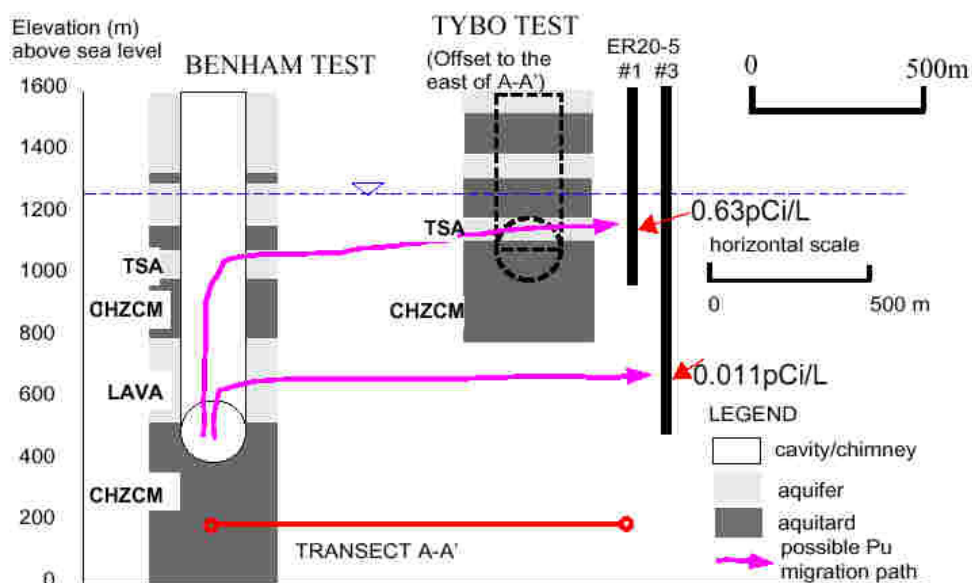 Elevation (m)
above sea level
BENHAM TEST
TYBO TEST
(Offset to the
east of A-A')
ER20-5
#1 #3
0 500m
1600
1400
1200
1000
800
600
400
200
0
TSA
CHZCM
LAVA
CHZCM
TSA
CHZCM
0.63pCi/L
horizontal scale
0 500 m
0.011pCi/L
LEGEND
cavity/chimney
aquifer
aquitard
possible Pu
migration path
TRANSECT A-A'